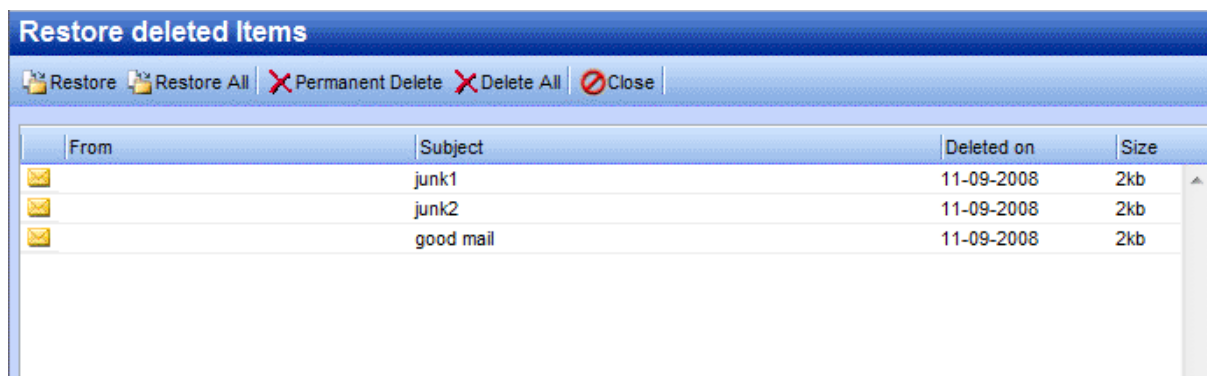 Restore deleted Items
Restore Restore All Permanent Delete Delete All Close
From Subject Deleted on Size
junk1 11-09-2008 2kb
junk2 11-09-2008 2kb
good mail 11-09-2008 2kb